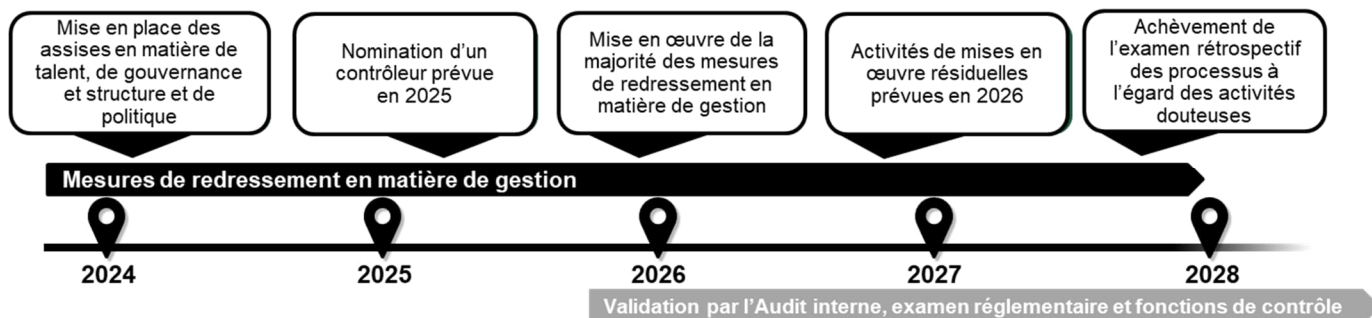 Mise en place des
assises en matière de
talent, de gouvernance
et structure et de
politique
Nomination d'un
contrôleur prévue
en 2025
Mise en œuvre de la
majorité des mesures
de redressement en
matière de gestion
Activités de mises en
œuvre résiduelles
prévues en 2026
Achèvement de
l'examen rétrospectif
des processus à
l'égard des activités
douteuses
Mesures de redressement en matière de gestion
2024
2025
2026
2027
2028
Validation par l'Audit interne, examen réglementaire et fonctions de contrôle